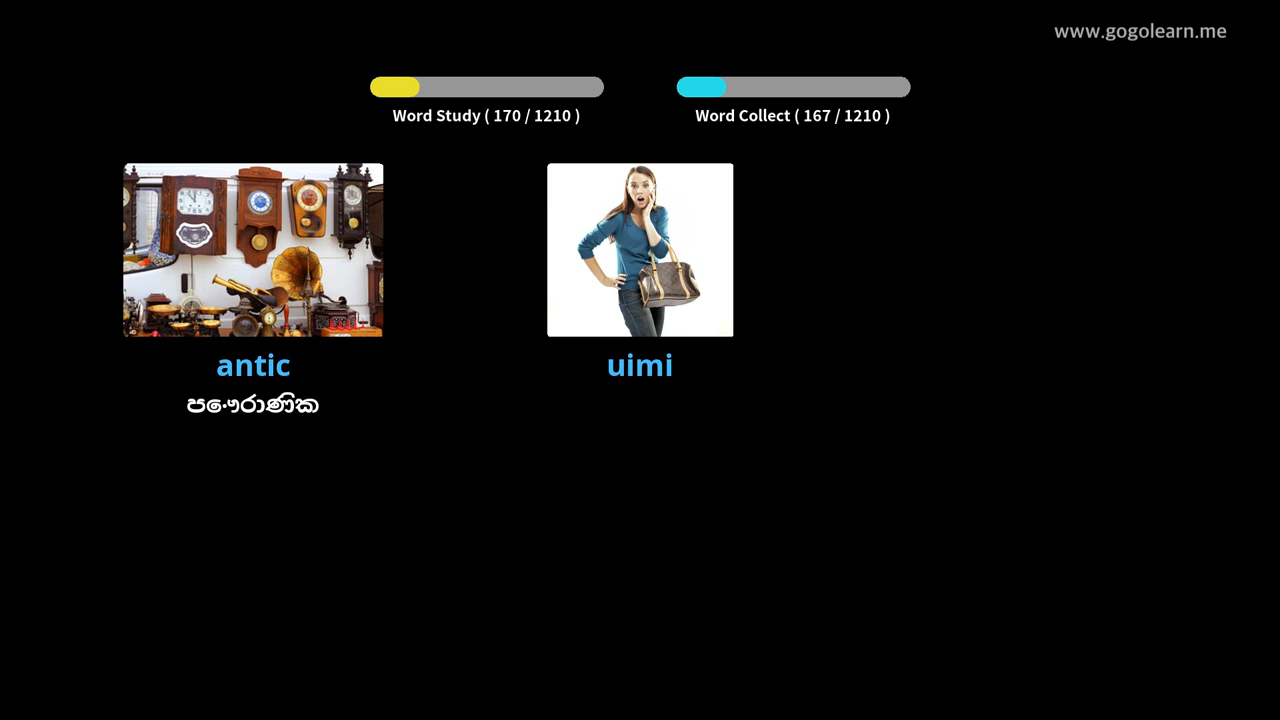 www.gogolearn.me
Word Study ( 170 / 1210 )
Word Collect ( 167 / 1210 )
antic
uimi
පෞරාණික